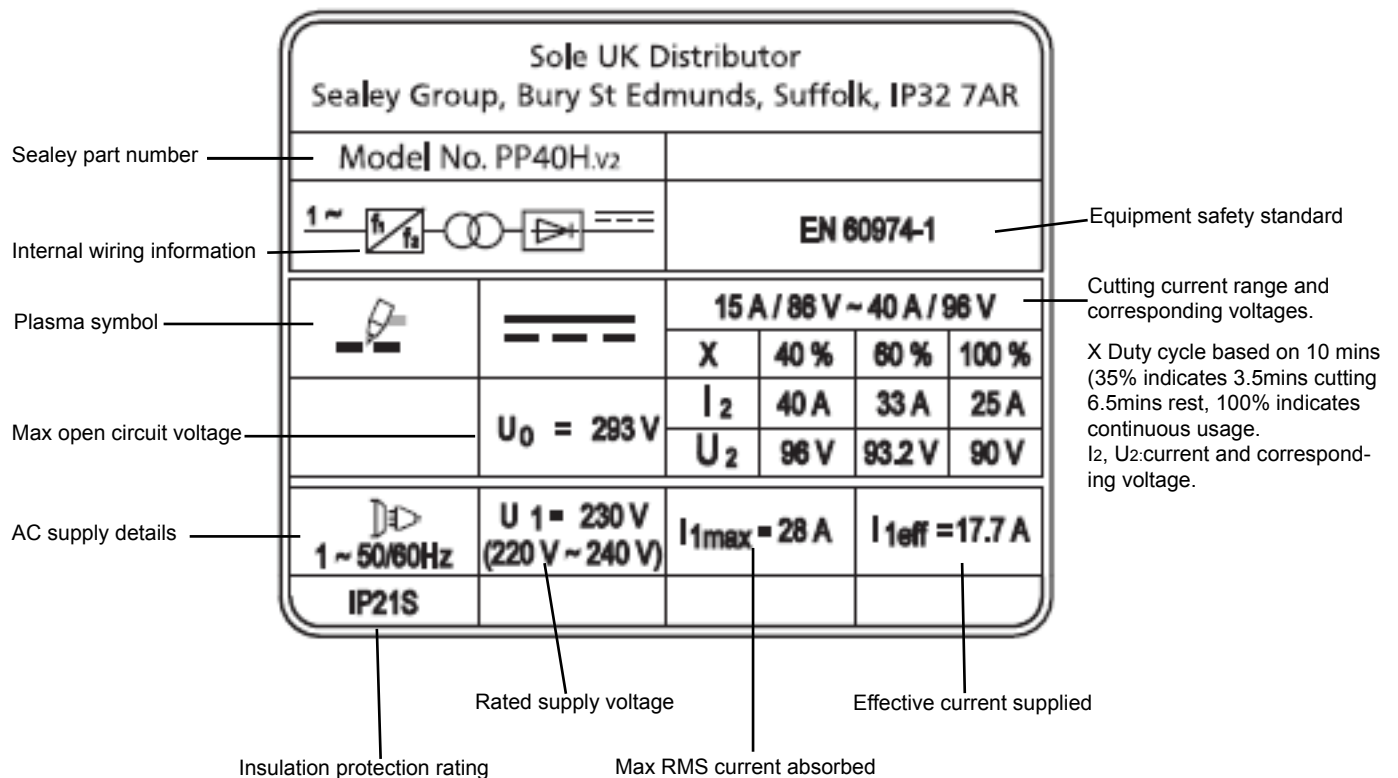 Sole UK Distributor
Sealey Group, Bury St Edmunds, Suffolk, IP32 7AR
Sealey part number
Model No. PP40H.v2
Internal wiring information
1 ~ f1 f2
EN 60974-1
Equipment safety standard
Plasma symbol
15 A / 86 V ~ 40 A / 96 V
X 40 % 60 % 100 %
I 2 40 A 33 A 25 A
U 2 96 V 93.2 V 90 V
Cutting current range and
corresponding voltages.
X Duty cycle based on 10 mins
(35% indicates 3.5mins cutting
6.5mins rest, 100% indicates
continuous usage.
I2, U2:current and correspond-
ing voltage.
Max open circuit voltage
U0 = 293 V
AC supply details
1 ~ 50/60Hz
U 1 = 230 V
(220 V ~ 240 V)
I1max = 28 A
I 1eff =17.7 A
IP21S
Rated supply voltage
Effective current supplied
Insulation protection rating
Max RMS current absorbed